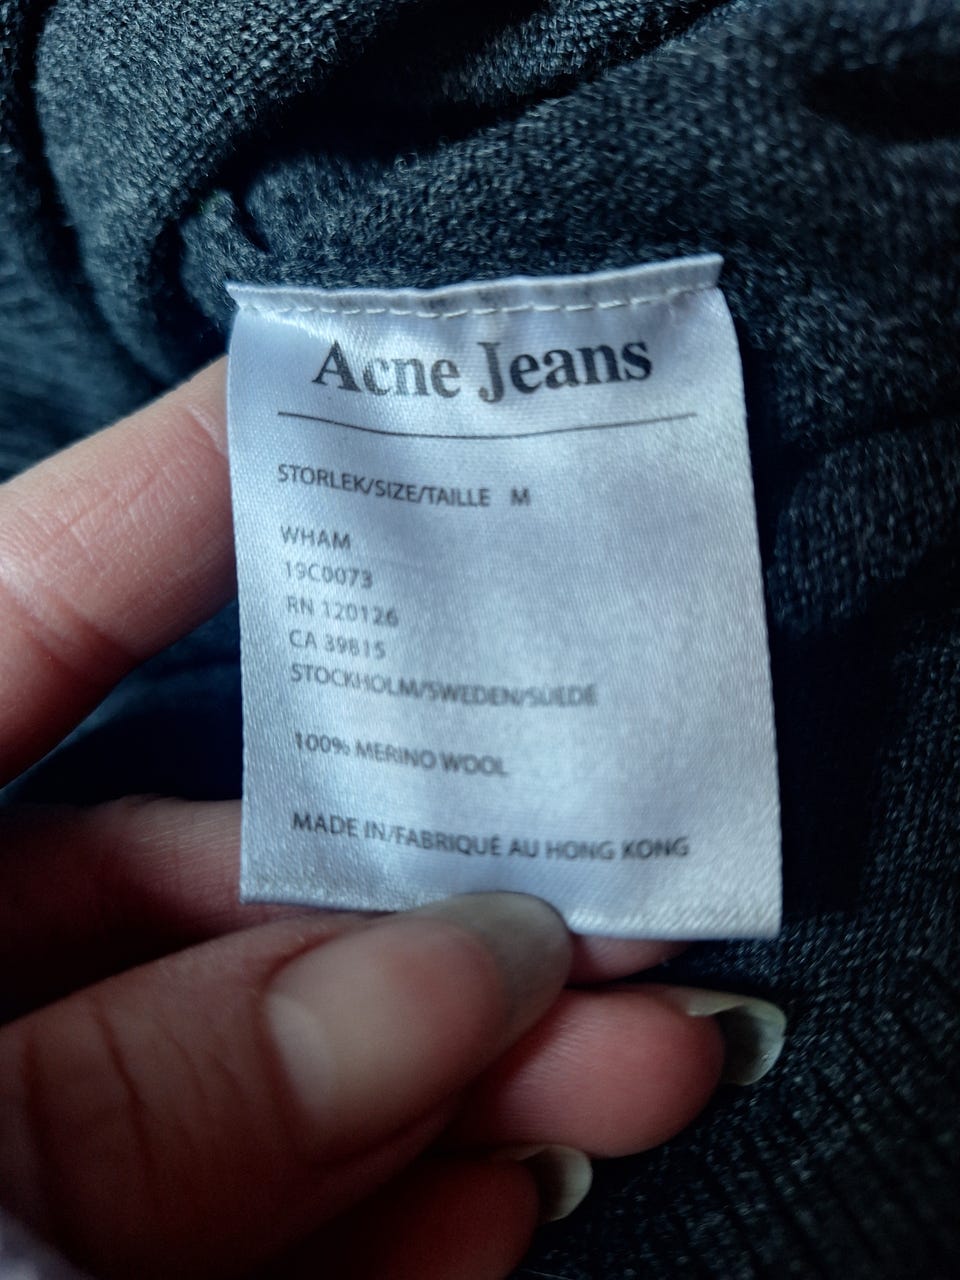 Acne Jeans
STORLEK/SIZE/TAILLE M
WHAM
19C0073
RN 120126
CA 39815
STOCKHOLM/SWEDEN/SUEDE
100% MERINO WOOL
MADE IN/FABRIQUÉ AU HONG KONG